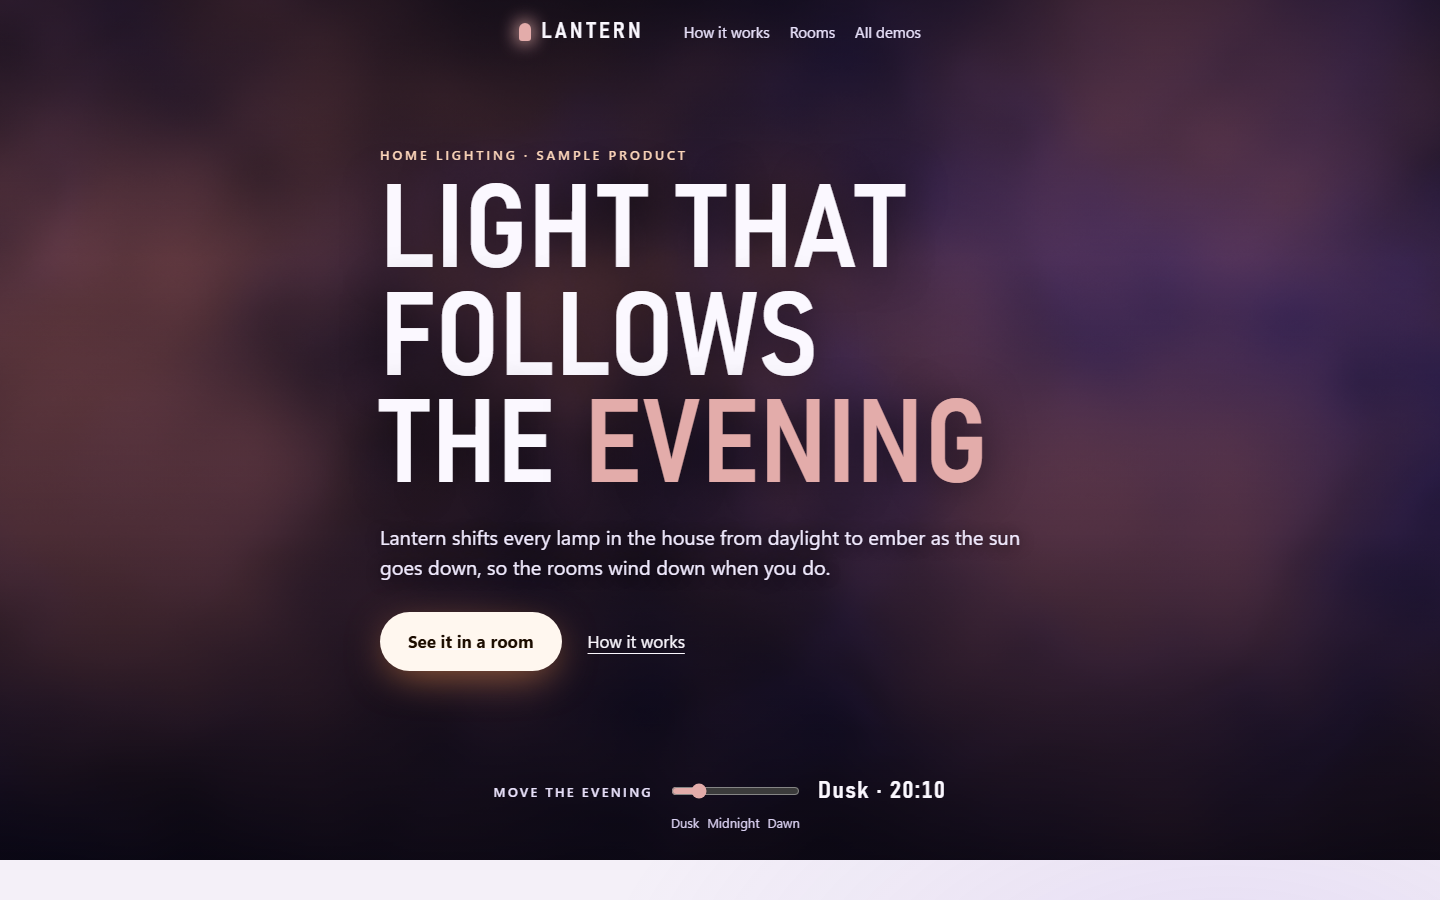 LANTERN How it works Rooms All demos
HOME LIGHTING · SAMPLE PRODUCT
LIGHT THAT
FOLLOWS
THE EVENING
Lantern shifts every lamp in the house from daylight to ember as the sun
goes down, so the rooms wind down when you do.
See it in a room How it works
MOVE THE EVENING Dusk · 20:10
Dusk Midnight Dawn